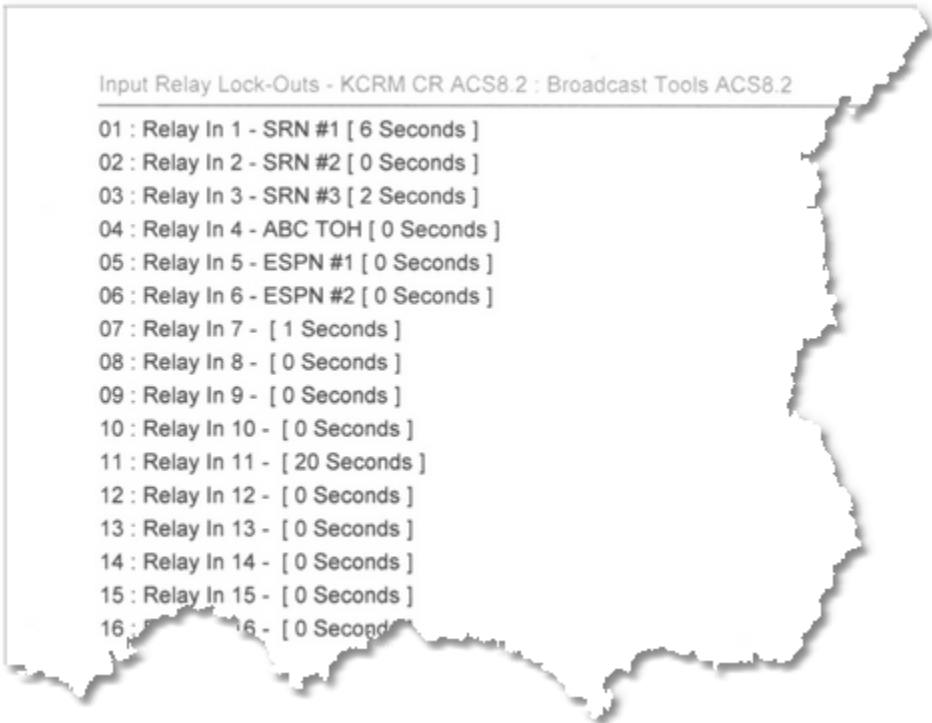 Input Relay Lock-Outs - KCRM CR ACS8.2 : Broadcast Tools ACS8.2
01 : Relay In 1 - SRN #1 [ 6 Seconds ]
02 : Relay In 2 - SRN #2 [ 0 Seconds ]
03 : Relay In 3 - SRN #3 [ 2 Seconds ]
04 : Relay In 4 - ABC TOH [ 0 Seconds ]
05 : Relay In 5 - ESPN #1 [ 0 Seconds ]
06 : Relay In 6 - ESPN #2 [ 0 Seconds ]
07 : Relay In 7 -  [ 1 Seconds ]
08 : Relay In 8 -  [ 0 Seconds ]
09 : Relay In 9 -  [ 0 Seconds ]
10 : Relay In 10 -  [ 0 Seconds ]
11 : Relay In 11 -  [ 20 Seconds ]
12 : Relay In 12 -  [ 0 Seconds ]
13 : Relay In 13 -  [ 0 Seconds ]
14 : Relay In 14 -  [ 0 Seconds ]
15 : Relay In 15 -  [ 0 Seconds ]
16 : 6 -  [ 0 Second